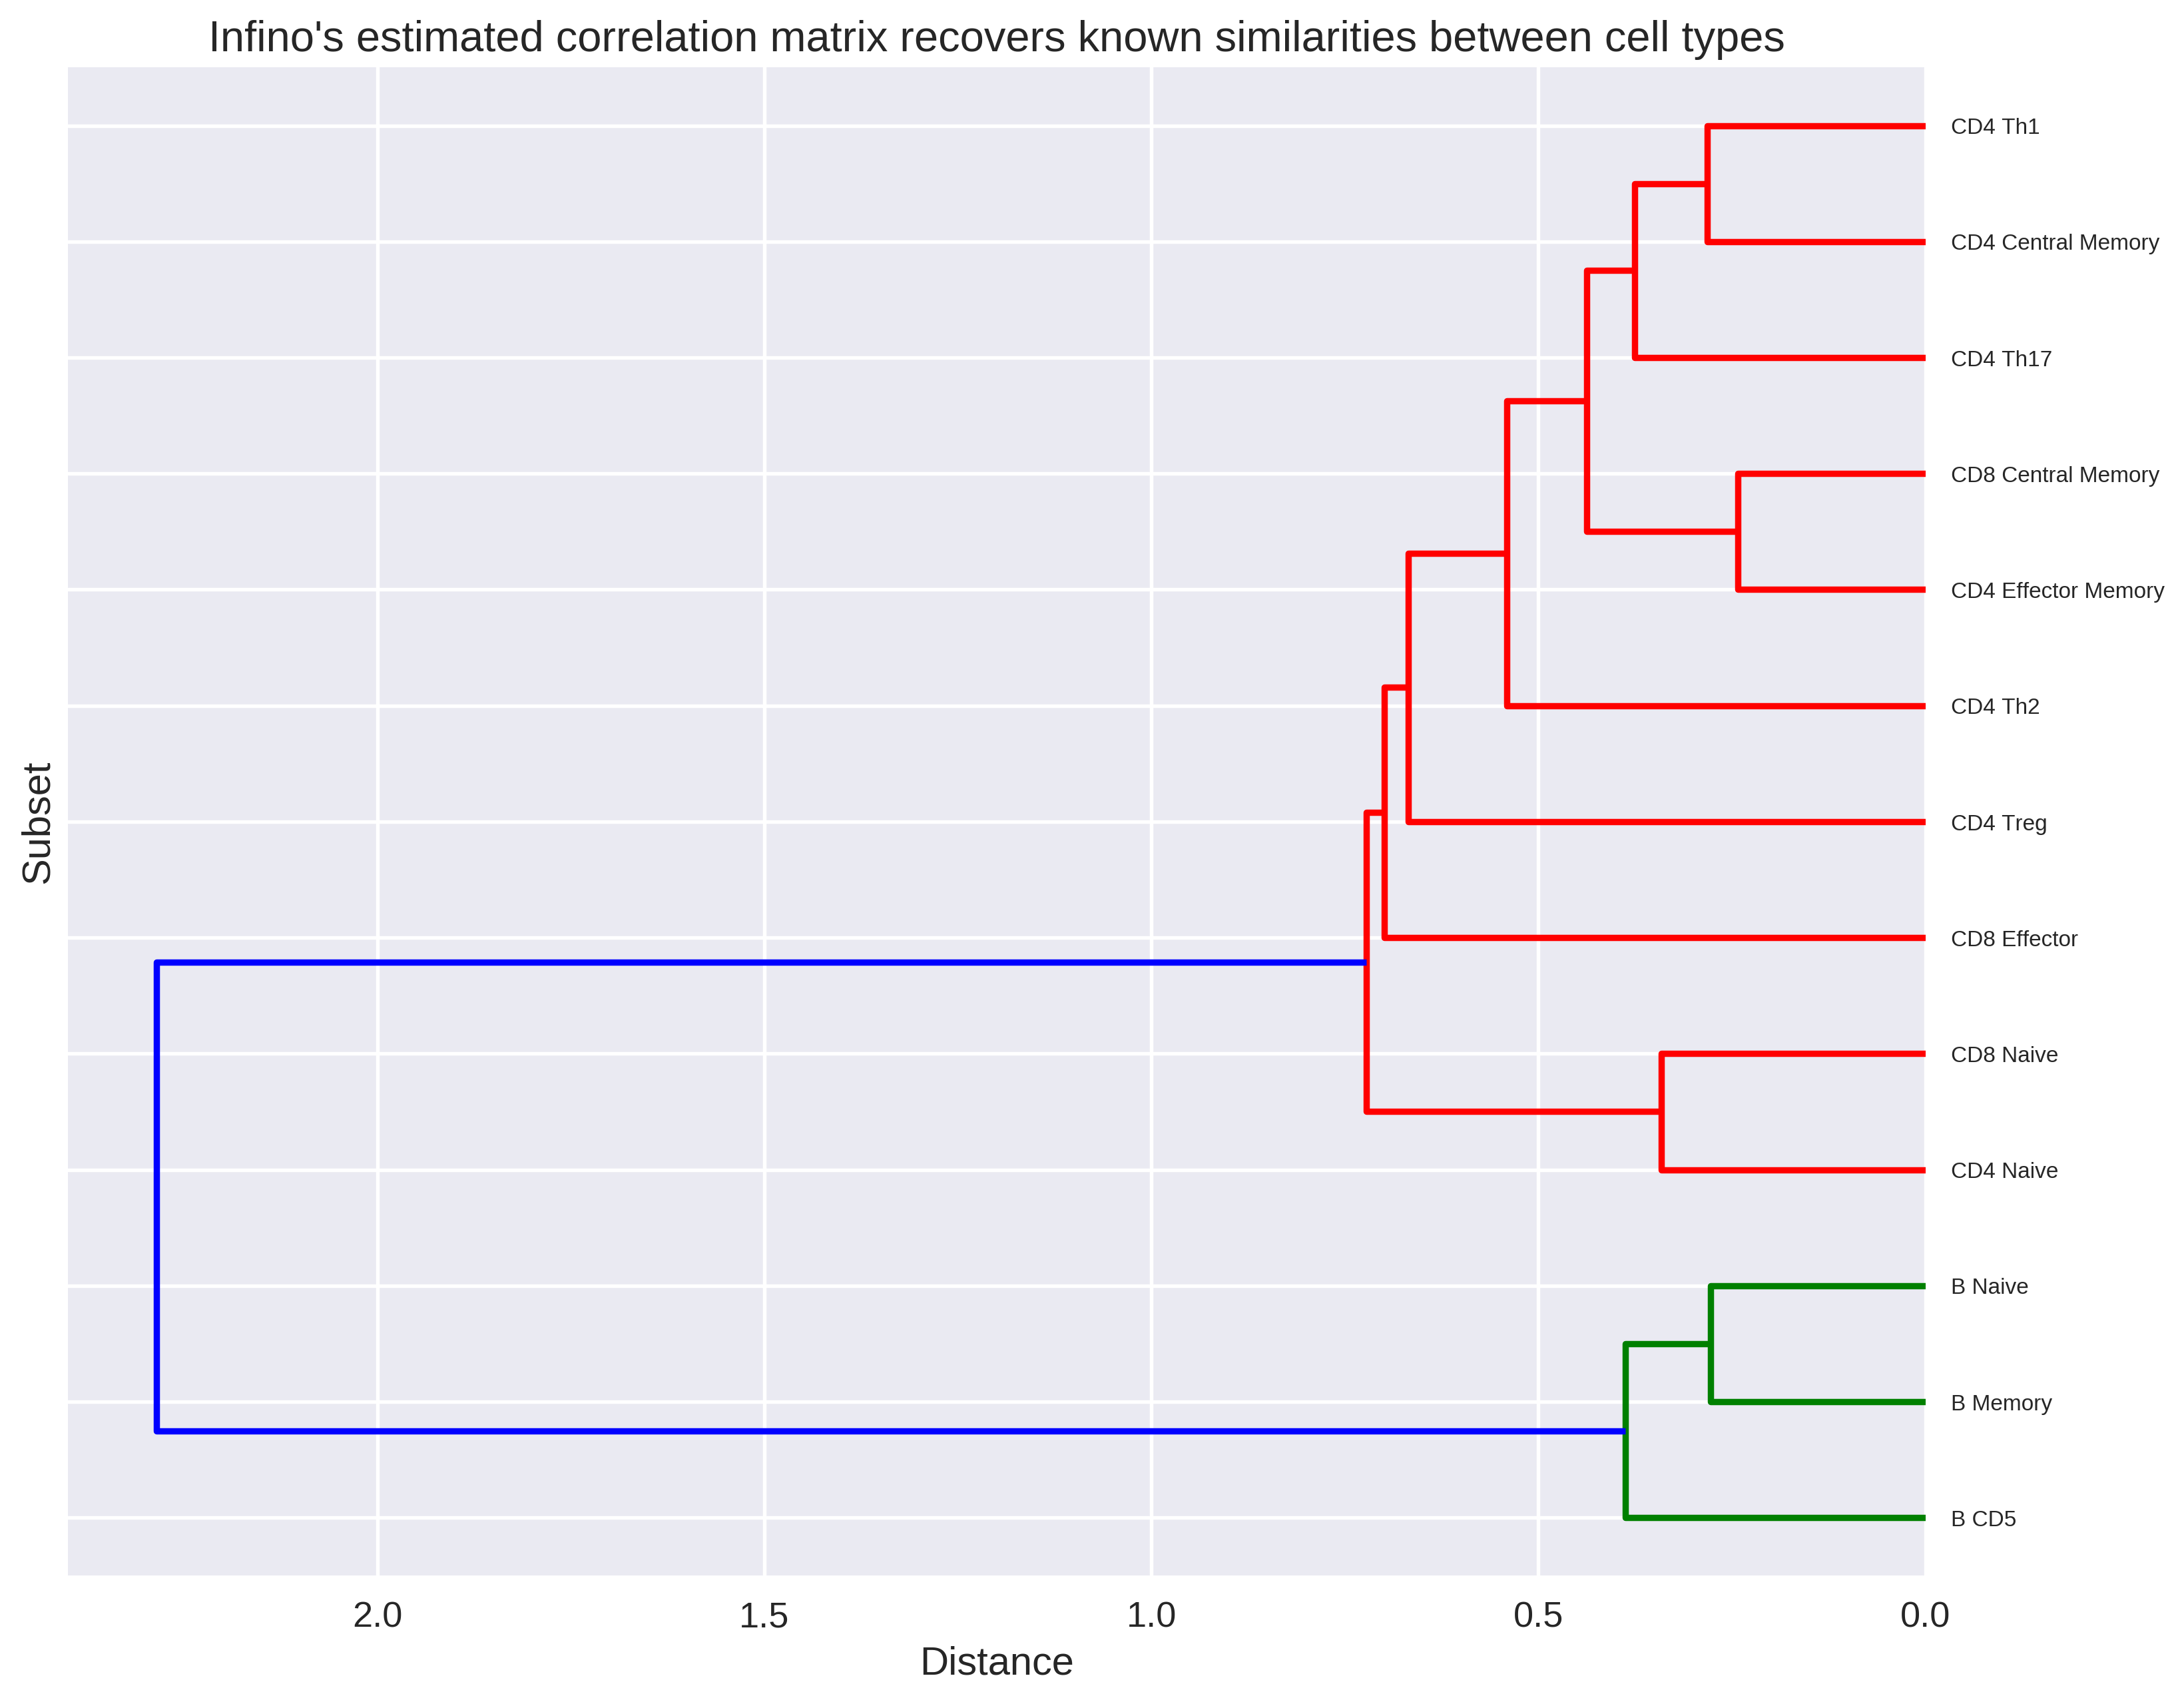 Infino's estimated correlation matrix recovers known similarities between cell types
CD4 Th1
CD4 Central Memory
CD4 Th17
CD8 Central Memory
CD4 Effector Memory
CD4 Th2
CD4 Treg
CD8 Effector
CD8 Naive
CD4 Naive
B Naive
B Memory
B CD5
Subset
2.0 1.5 1.0 0.5 0.0
Distance